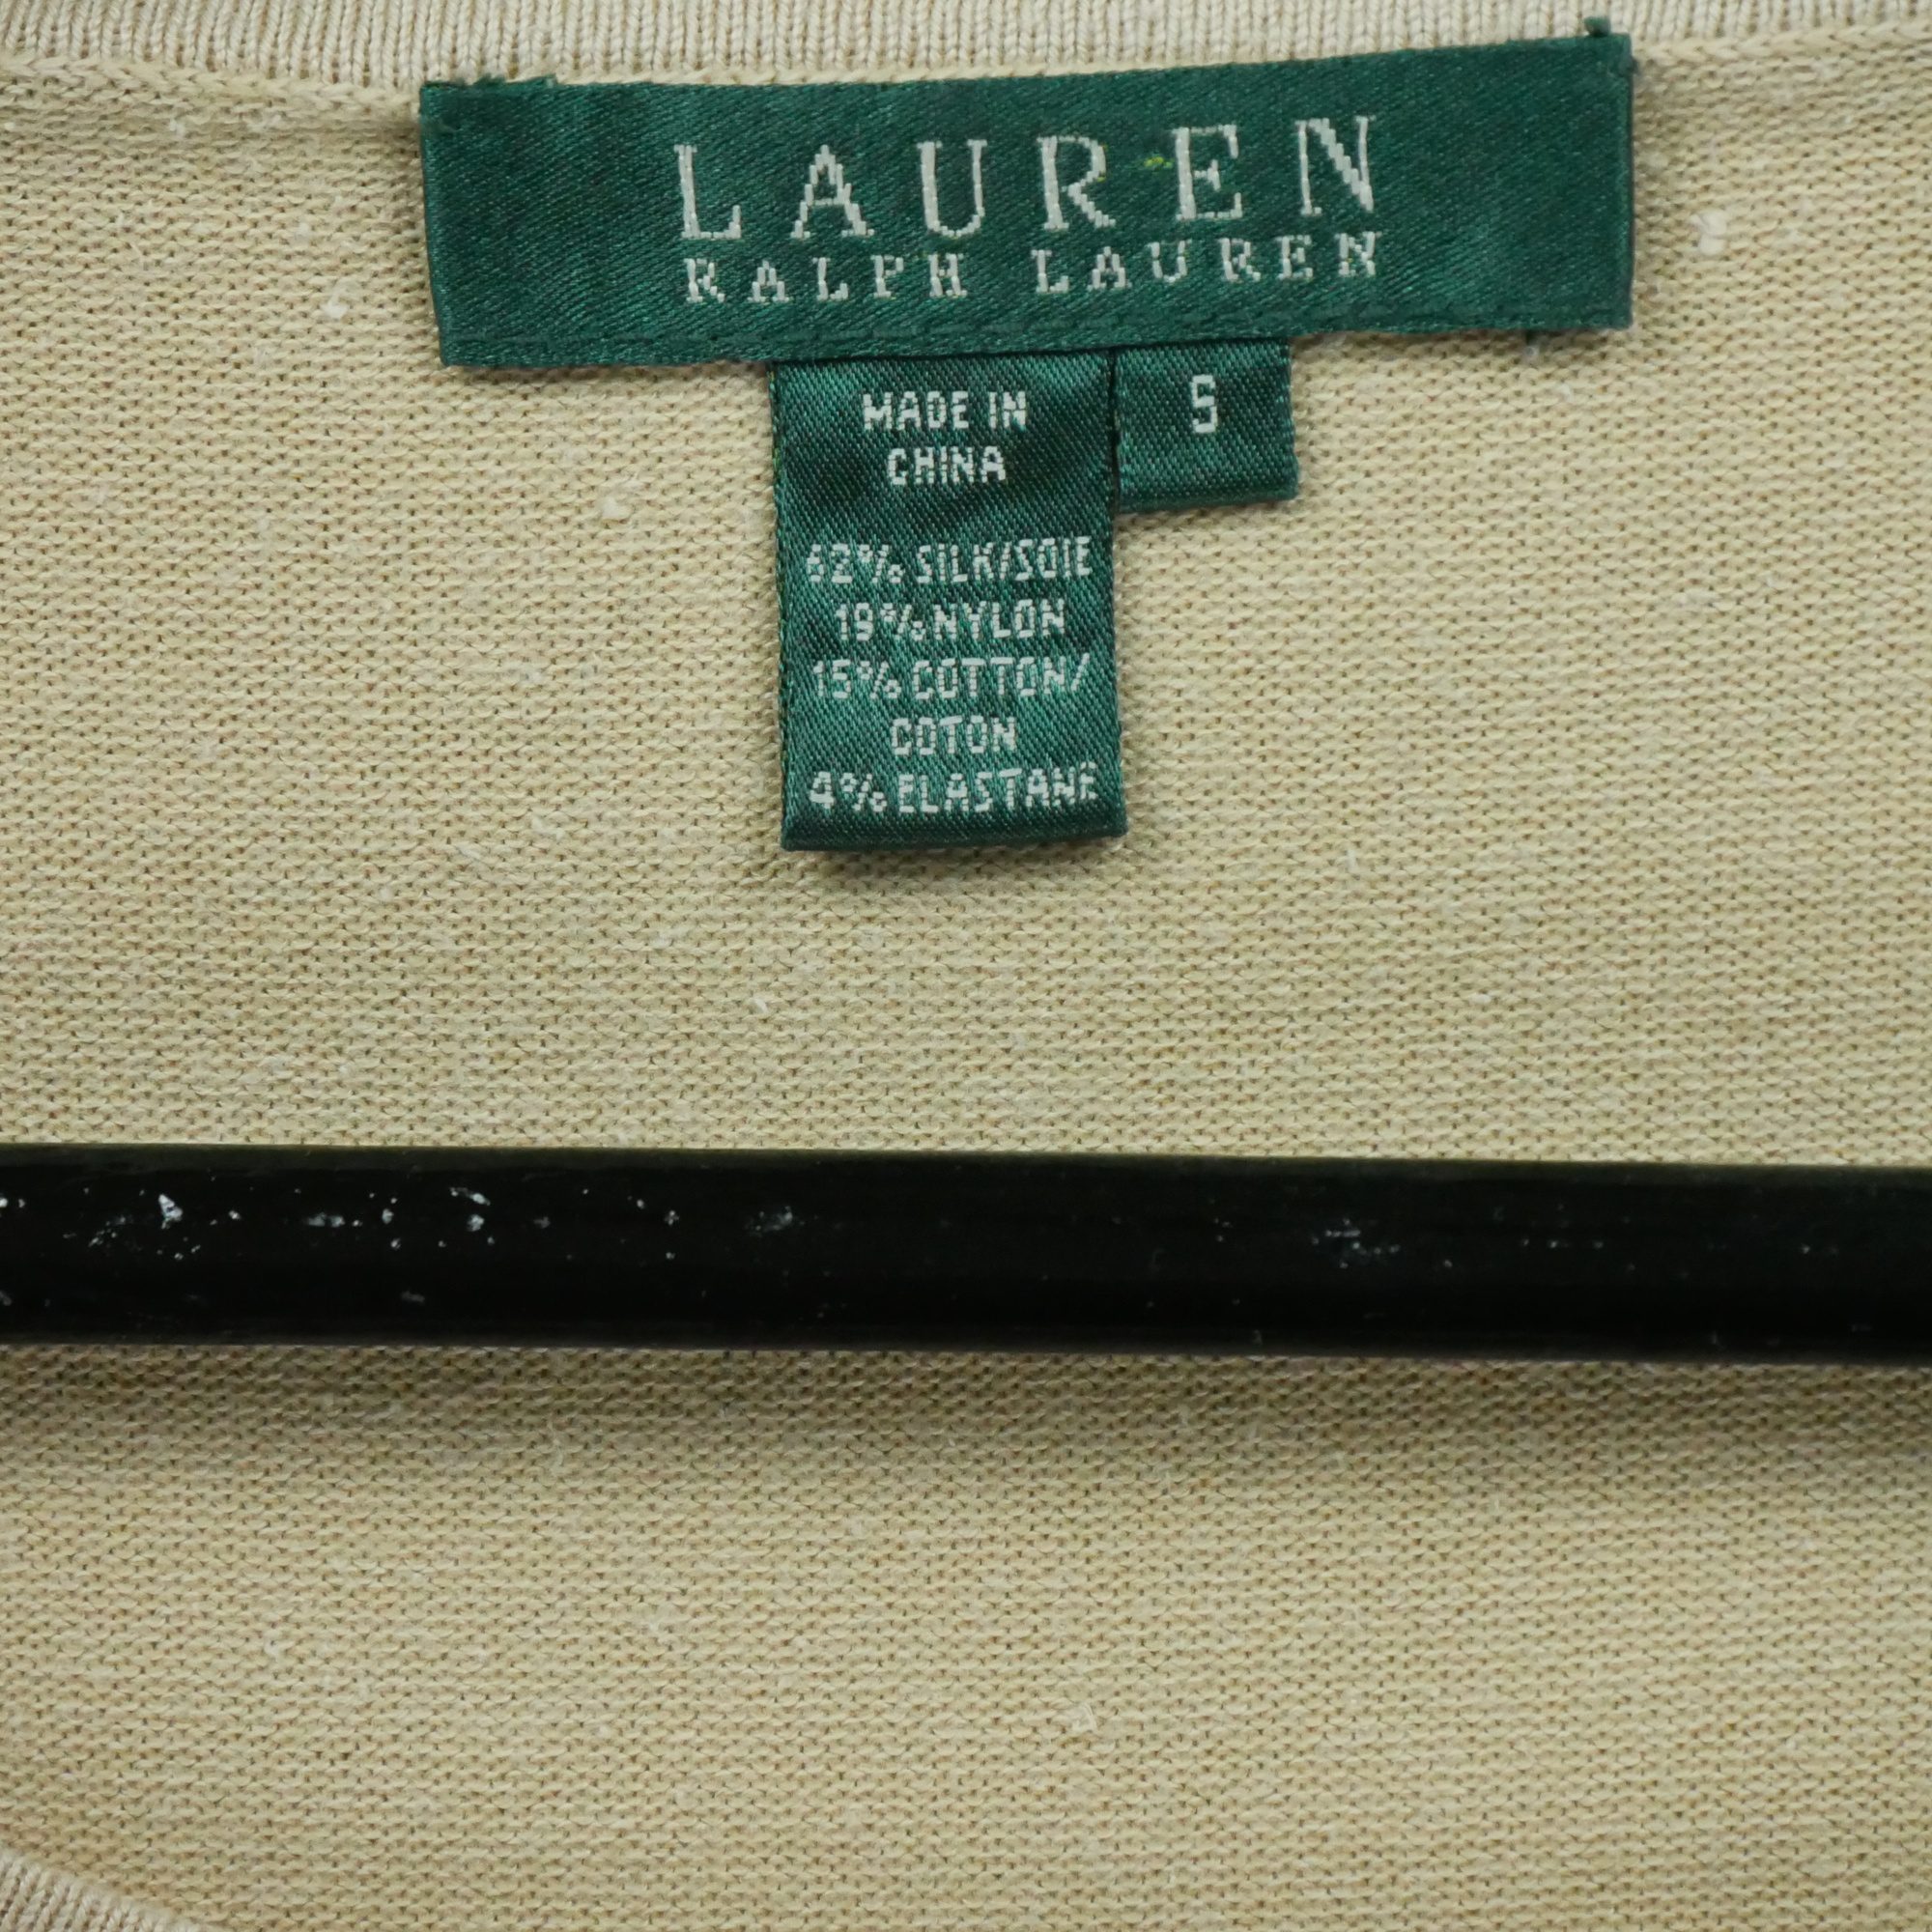 LAUREN
RALPH LAUREN
MADE IN
CHINA
S
62% SILK/SOIE
19% NYLON
15% COTTON/
COTON
4% ELASTANE